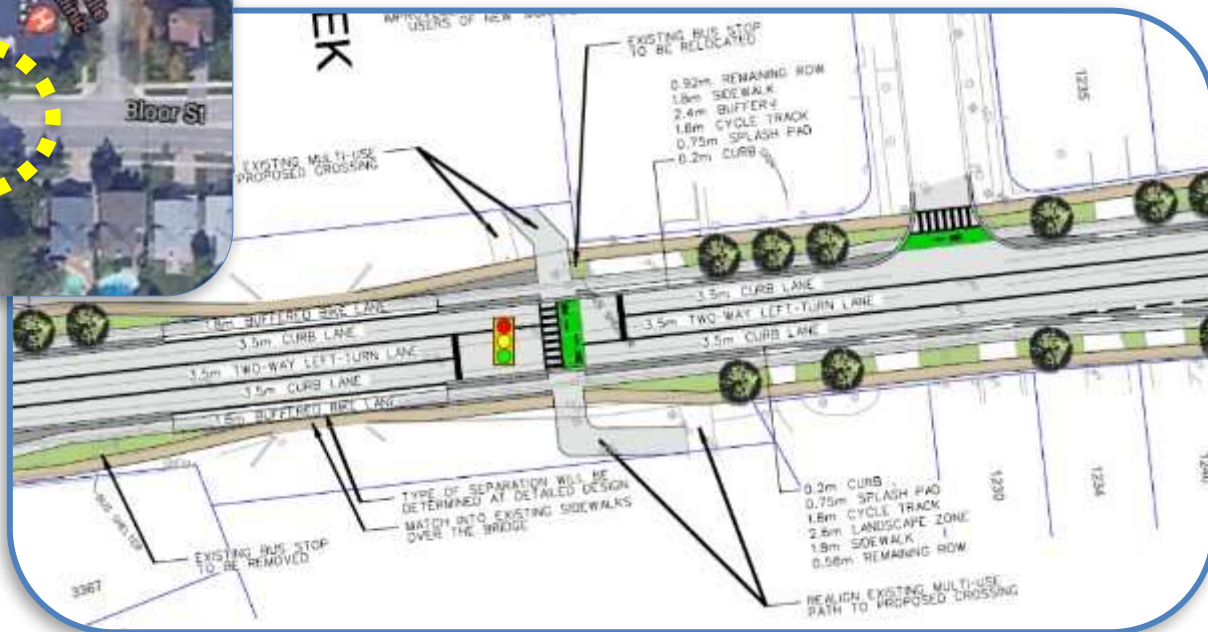 Bloor St
EK
USERS OF NEW
EXISTING BUS STOP
TO BE RELOCATED
0.92m REMAINING ROW
1.8m SIDEWALK
2.4m BUFFER
1.8m CYCLE TRACK
0.75m SPLASH PAD
0.2m CURB
1235
EXISTING MULTI-USE
PROPOSED CROSSING
1.8m BUFFERED BIKE LANE
3.5m CURB LANE
3.5m TWO-WAY LEFT-TURN LANE
3.5m CURB LANE
1.8m BUFFERED BIKE LANE
3.5m CURB LANE
3.5m TWO-WAY LEFT-TURN LANE
3.5m CURB LANE
BUS SHELTER
EXISTING BUS STOP
TO BE REMOVED
3367
TYPE OF SEPARATION WILL BE
DETERMINED AT DETAILED DESIGN
MATCH INTO EXISTING SIDEWALKS
OVER THE BRIDGE
0.2m CURB
0.75m SPLASH PAD
1.8m CYCLE TRACK
2.6m LANDSCAPE ZONE
1.8m SIDEWALK
0.58m REMAINING ROW
REALIGN EXISTING MULTI-USE
PATH TO PROPOSED CROSSING
1230
1234